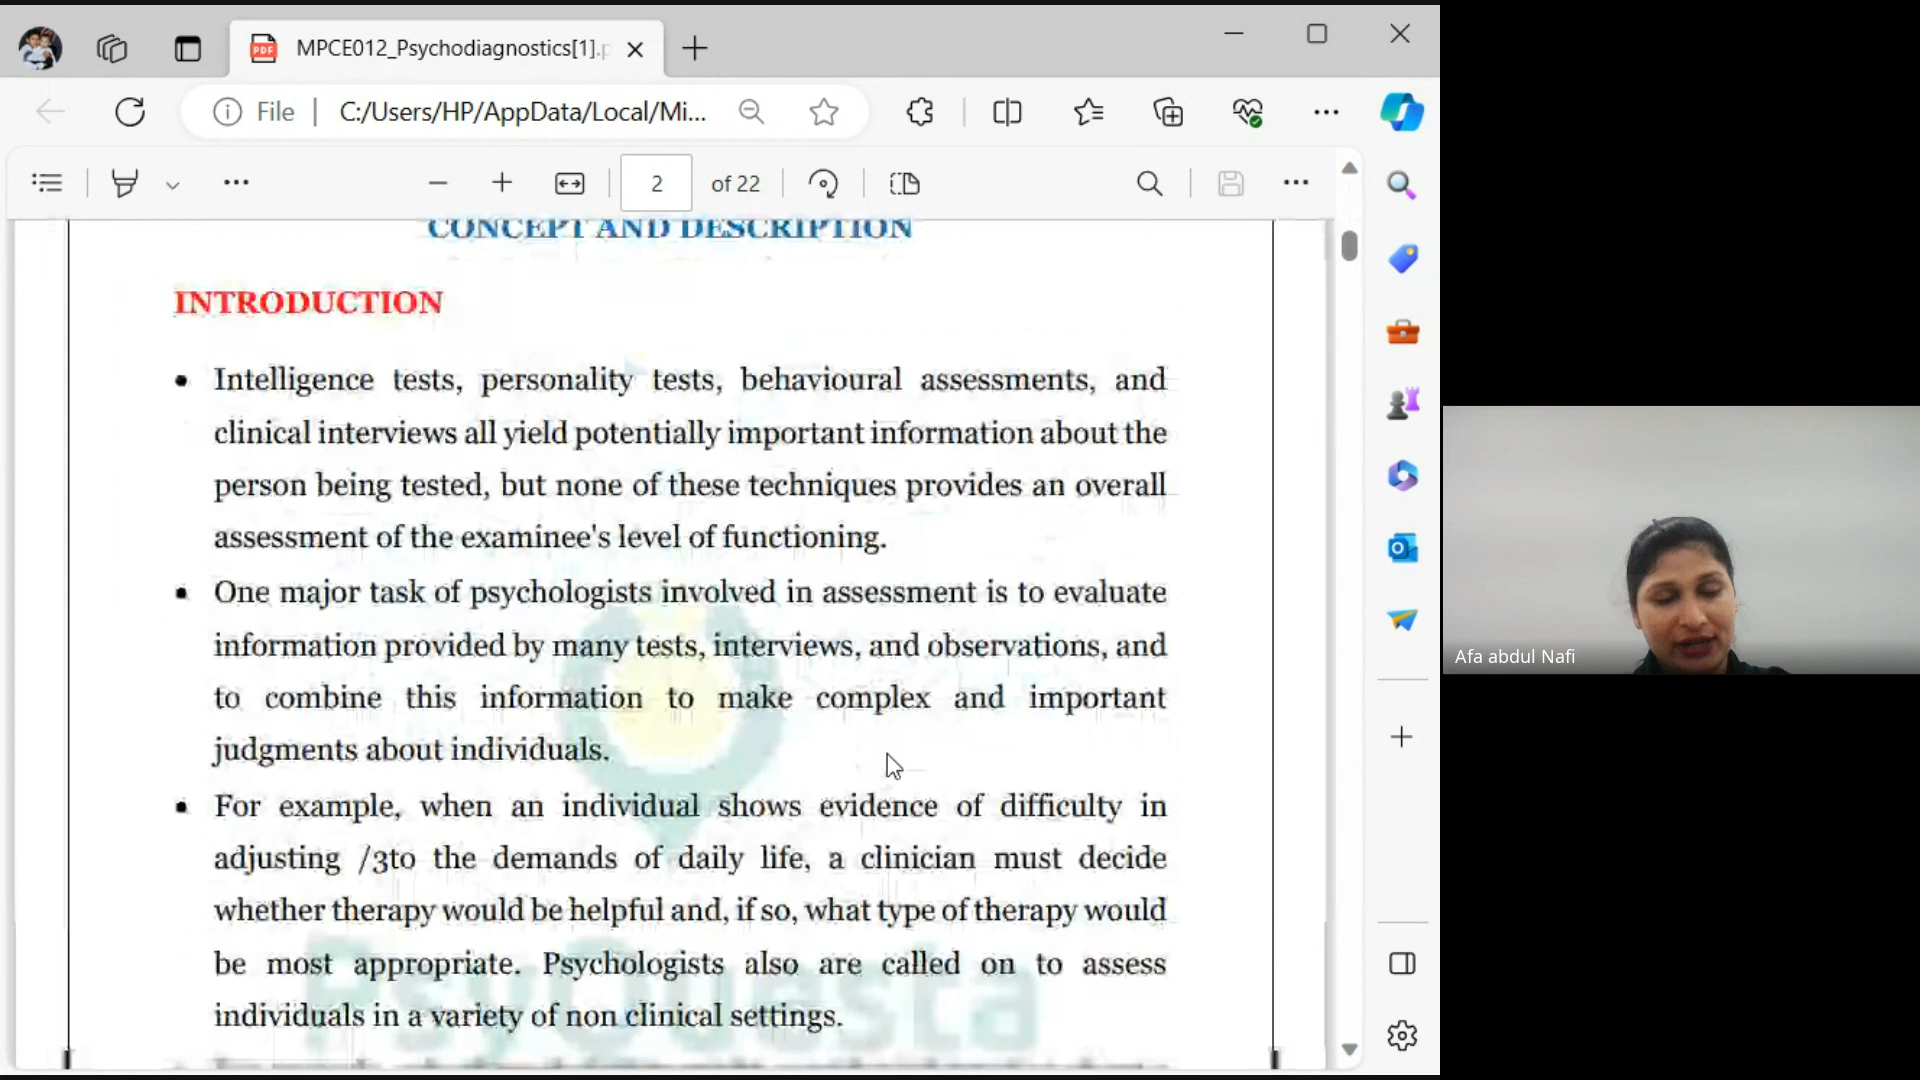 MPCE012_Psychodiagnostics[1].p
File
C:/Users/HP/AppData/Local/Mi...
2 of 22
CONCEPT AND DESCRIPTION
INTRODUCTION
• Intelligence tests, personality tests, behavioural assessments, and
clinical interviews all yield potentially important information about the
person being tested, but none of these techniques provides an overall
assessment of the examinee's level of functioning.
• One major task of psychologists involved in assessment is to evaluate
information provided by many tests, interviews, and observations, and
to combine this information to make complex and important
judgments about individuals.
• For example, when an individual shows evidence of difficulty in
adjusting /3to the demands of daily life, a clinician must decide
whether therapy would be helpful and, if so, what type of therapy would
be most appropriate. Psychologists also are called on to assess
individuals in a variety of non clinical settings.
PsyQuesta
Afa abdul Nafi